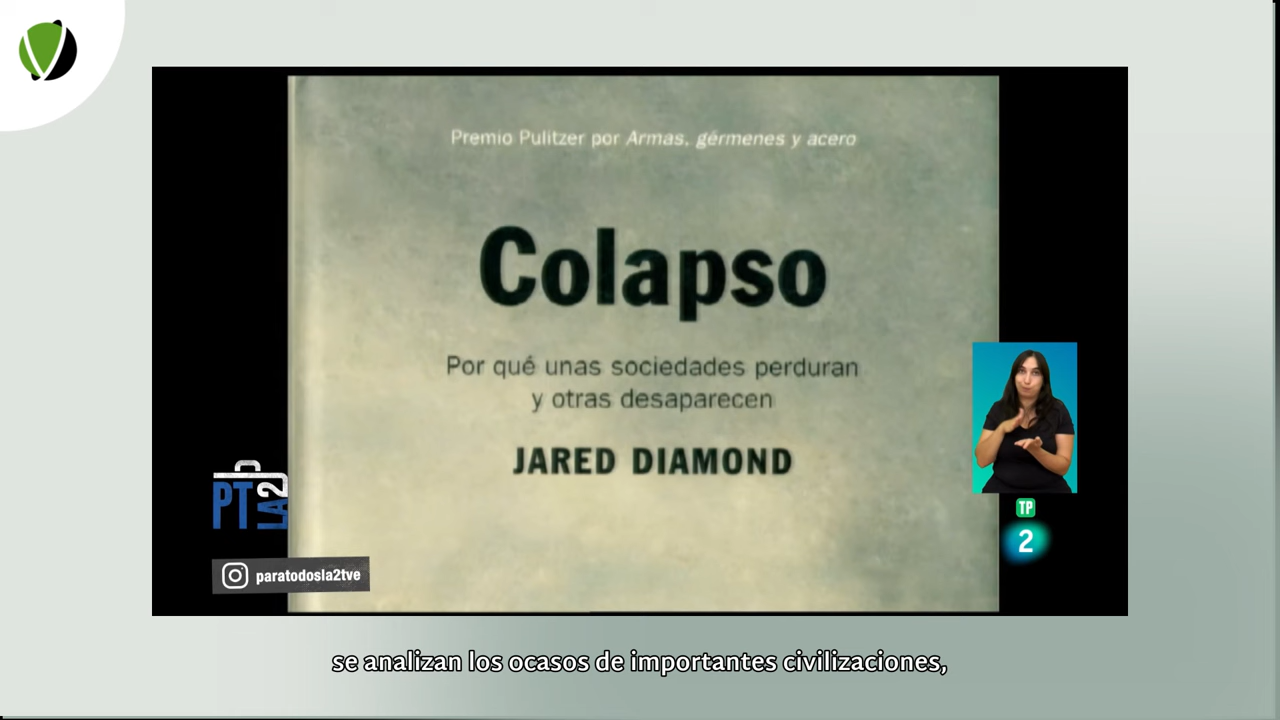 Premio Pulitzer por Armas, gérmenes y acero
Colapso
Por qué unas sociedades perduran
y otras desaparecen
JARED DIAMOND
PT
LA2
paratodosla2tve
TP
2
se analizan los ocasos de importantes civilizaciones,